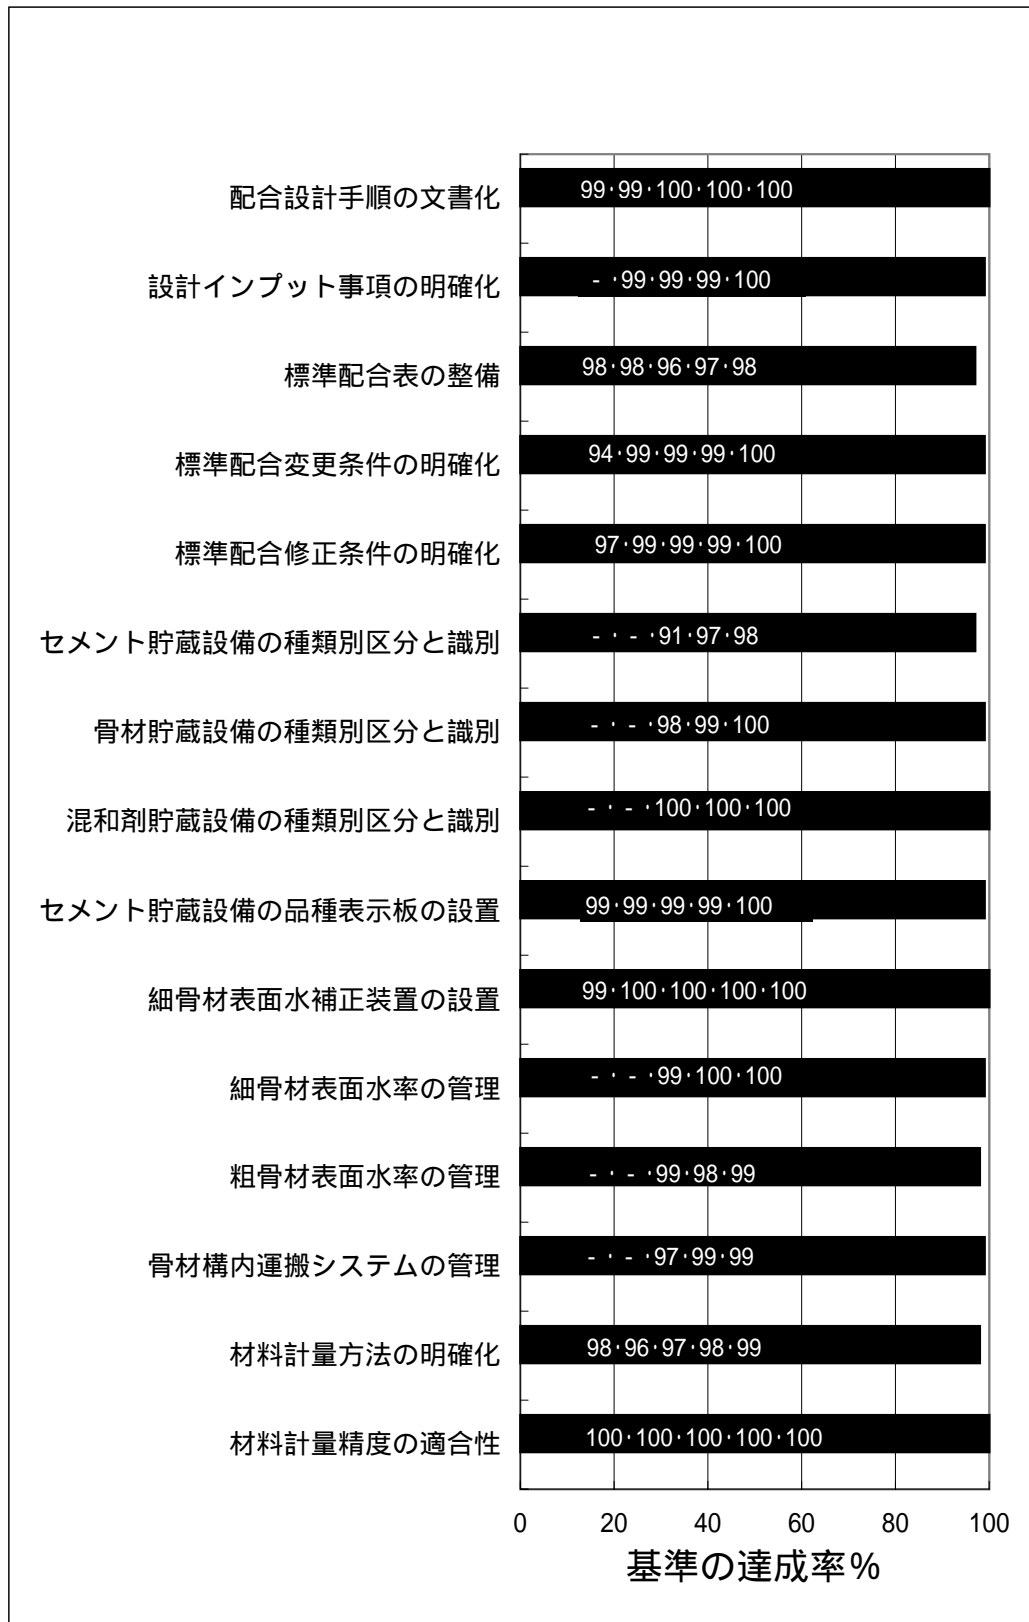 配合設計手順の文書化 99･99･100･100･100
設計インプット事項の明確化 - ･99･99･99･100
標準配合表の整備 98･98･96･97･98
標準配合変更条件の明確化 94･99･99･99･100
標準配合修正条件の明確化 97･99･99･99･100
セメント貯蔵設備の種類別区分と識別 - ･ - ･91･97･98
骨材貯蔵設備の種類別区分と識別 - ･ - ･98･99･100
混和剤貯蔵設備の種類別区分と識別 - ･ - ･100･100･100
セメント貯蔵設備の品種表示板の設置 99･99･99･99･100
細骨材表面水補正装置の設置 99･100･100･100･100
細骨材表面水率の管理 - ･ - ･99･100･100
粗骨材表面水率の管理 - ･ - ･99･98･99
骨材構内運搬システムの管理 - ･ - ･97･99･99
材料計量方法の明確化 98･96･97･98･99
材料計量精度の適合性 100･100･100･100･100
0 20 40 60 80 100
基準の達成率%